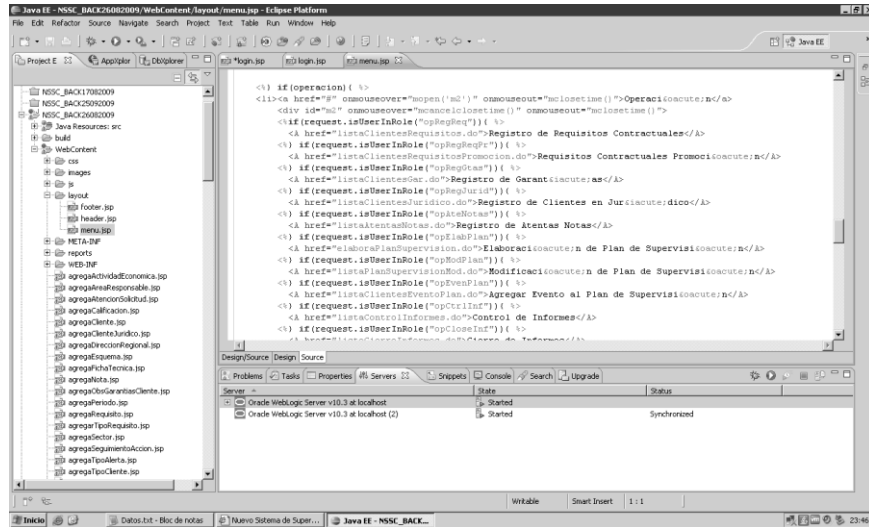 Java EE - NSSC_BACK26082009/WebContent/layout/menu.jsp - Eclipse Platform
File Edit Refactor Source Navigate Search Project Text Table Run Window Help
Java EE
Project E
AppXplor
DbXplorer
*login.jsp
login.jsp
menu.jsp
NSSC_BACK17082009
NSSC_BACK25092009
NSSC_BACK26082009
Java Resources: src
build
WebContent
css
images
js
layout
footer.jsp
header.jsp
menu.jsp
META-INF
reports
WEB-INF
agregaActividadEconomica.jsp
agregaAreaResponsable.jsp
agregaAtencionSolicitud.jsp
agregaCalificacion.jsp
agregaCliente.jsp
agregaClienteJuridico.jsp
agregaDireccionRegional.jsp
agregaEsquema.jsp
agregaFichaTecnica.jsp
agregaNota.jsp
agregaObsGarantiasCliente.jsp
agregaPeriodo.jsp
agregaRequisito.jsp
agregarTipoRequisito.jsp
agregaSector.jsp
agregaSeguimientoAccion.jsp
agregaTipoAlerta.jsp
agregaTipoCliente.jsp
<%} if(operacion){ %>
<li><a href="#" onmouseover="mopen('m2')" onmouseout="mclosetime()">Operaci&oacute;n</a>
<div id="m2" onmouseover="mcancelclosetime()" onmouseout="mclosetime()">
<%if(request.isUserInRole("opRegReq")){ %>
<A href="listaClientesRequisitos.do">Registro de Requisitos Contractuales</A>
<%} if(request.isUserInRole("opRegReqPr")){ %>
<A href="listaClientesRequisitosPromocion.do">Requisitos Contractuales Promoci&oacute;n</A>
<%} if(request.isUserInRole("opRegGtas")){ %>
<A href="listaClientesGar.do">Registro de Garant&iacute;as</A>
<%} if(request.isUserInRole("opRegJurid")){ %>
<A href="listaClientesJuridico.do">Registro de Clientes en Jur&iacute;dico</A>
<%} if(request.isUserInRole("opAteNotas")){ %>
<A href="listaAtentasNotas.do">Registro de Atentas Notas</A>
<%} if(request.isUserInRole("opElabPlan")){ %>
<A href="elaboraPlanSupervision.do">Elaboraci&oacute;n de Plan de Supervisi&oacute;n</A>
<%} if(request.isUserInRole("opModPlan")){ %>
<A href="listaPlanSupervisionMod.do">Modificaci&oacute;n de Plan de Supervisi&oacute;n</A>
<%} if(request.isUserInRole("opEvenPlan")){ %>
<A href="listaClientesEventoPlan.do">Agregar Evento al Plan de Supervisi&oacute;n</A>
<%} if(request.isUserInRole("opCtrlInf")){ %>
<A href="listaControlInformes.do">Control de Informes</A>
<%} if(request.isUserInRole("opCloseInf")){ %>
Design/Source Design Source
Problems Tasks Properties Servers Snippets Console Search Upgrade
Server State Status
Oracle WebLogic Server v10.3 at localhost Started
Oracle WebLogic Server v10.3 at localhost (2) Started Synchronized
Writable Smart Insert 1 : 1
Inicio Datos.txt - Bloc de notas Nuevo Sistema de Super... Java EE - NSSC_BACK... 23:46